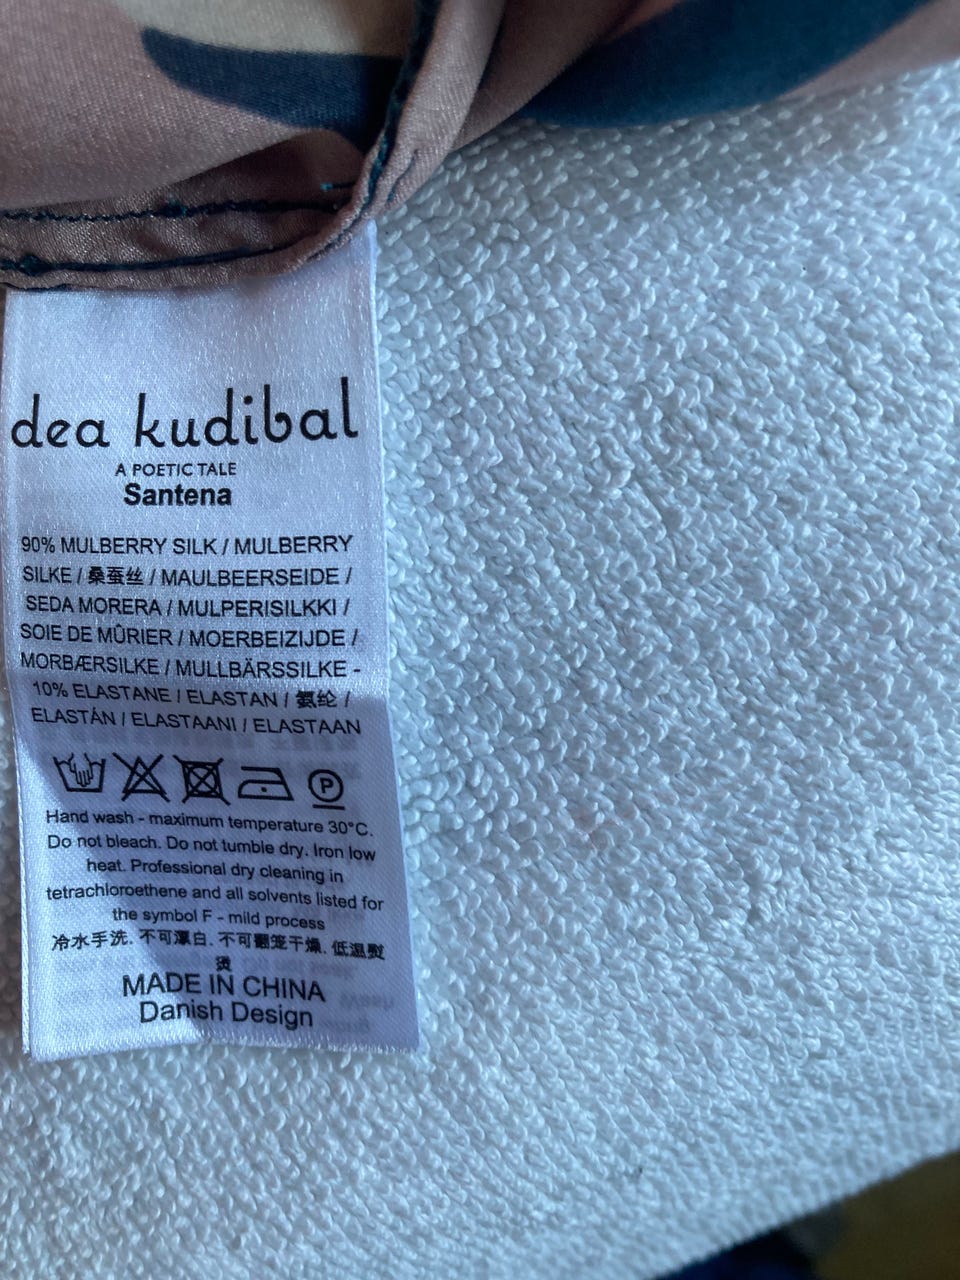 dea kudibal
A POETIC TALE
Santena
90% MULBERRY SILK / MULBERRY
SILKE / 桑蚕丝 / MAULBEERSEIDE /
SEDA MORERA / MULPERISILKKI /
SOIE DE MÛRIER / MOERBEIZIJDE /
MORBÆRSILKE / MULLBÄRSSILKE -
10% ELASTANE / ELASTAN / 氨纶 /
ELASTÁN / ELASTAANI / ELASTAAN
P
Hand wash - maximum temperature 30°C.
Do not bleach. Do not tumble dry. Iron low
heat. Professional dry cleaning in
tetrachloroethene and all solvents listed for
the symbol F - mild process
冷水手洗. 不可漂白. 不可翻笼干燥. 低温熨
烫
MADE IN CHINA
Danish Design